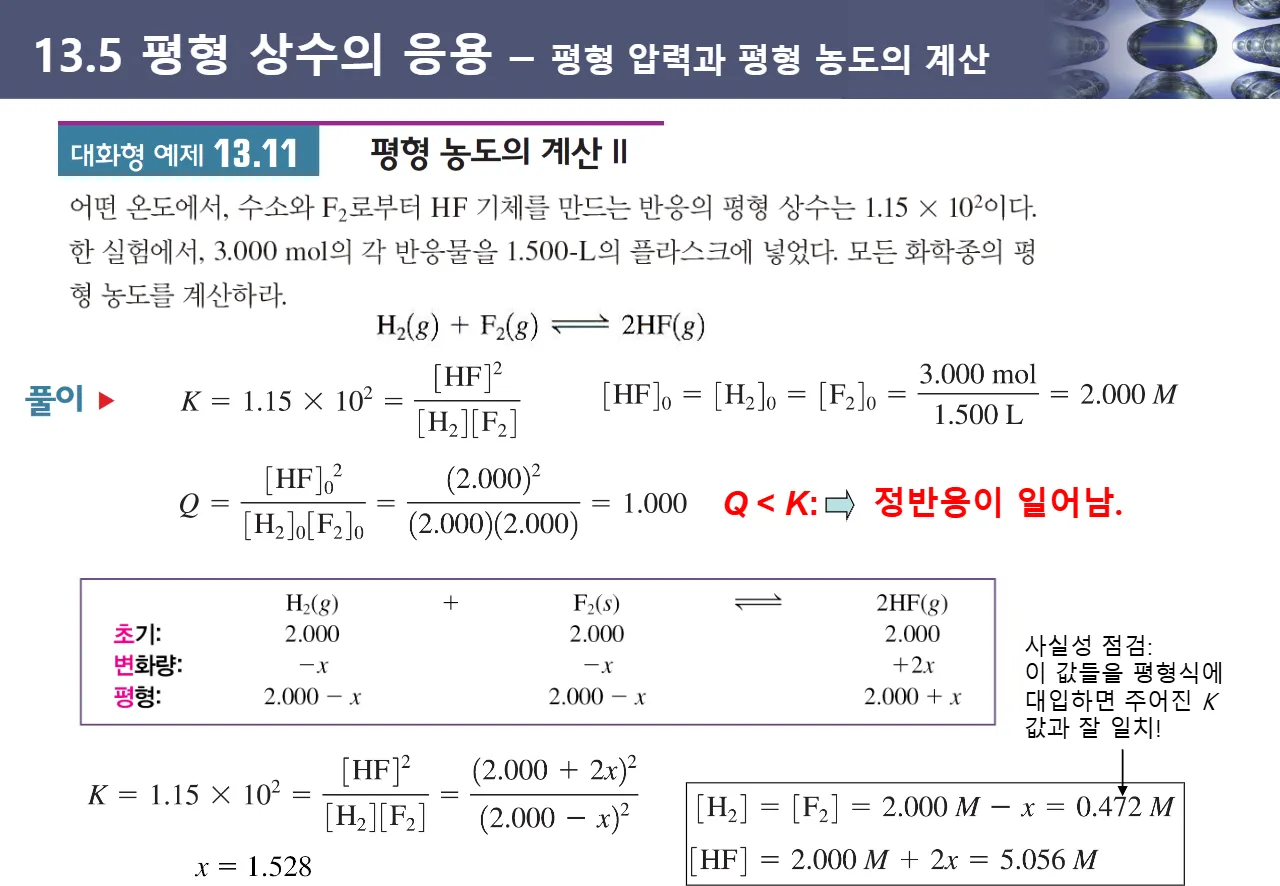 13.5 평형 상수의 응용 – 평형 압력과 평형 농도의 계산
대화형 예제 13.11 평형 농도의 계산 II
어떤 온도에서, 수소와 F₂로부터 HF 기체를 만드는 반응의 평형 상수는 1.15 × 10²이다.
한 실험에서, 3.000 mol의 각 반응물을 1.500-L의 플라스크에 넣었다. 모든 화학종의 평
형 농도를 계산하라.
H₂(g) + F₂(g) ⇌ 2HF(g)
풀이 ▶ K = 1.15 × 10² = [HF]² / [H₂][F₂] [HF]₀ = [H₂]₀ = [F₂]₀ = 3.000 mol / 1.500 L = 2.000 M
Q = [HF]₀² / [H₂]₀[F₂]₀ = (2.000)² / (2.000)(2.000) = 1.000 Q < K: ⇨ 정반응이 일어남.
H₂(g) + F₂(s) ⇌ 2HF(g)
초기: 2.000 2.000 2.000
변화량: −x −x +2x
평형: 2.000 − x 2.000 − x 2.000 + x
사실성 점검:
이 값들을 평형식에
대입하면 주어진 K
값과 잘 일치!
K = 1.15 × 10² = [HF]² / [H₂][F₂] = (2.000 + 2x)² / (2.000 − x)²
x = 1.528
[H₂] = [F₂] = 2.000 M − x = 0.472 M
[HF] = 2.000 M + 2x = 5.056 M